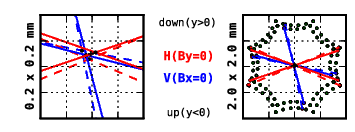 0.2 x 0.2 mm
down(y>0)
H(By=0)
V(Bx=0)
up(y<0)
2.0 x 2.0 mm